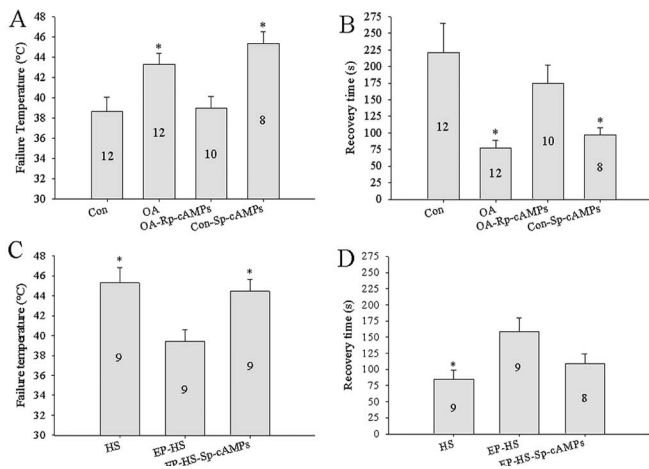 A
Failure Temperature (°C)
48
46
44
42
40
38
36
34
32
30
*
*
12
12
10
8
Con
OA
OA-Rp-cAMPs
Con-Sp-cAMPs
B
Recovery time (s)
275
250
225
200
175
150
125
100
75
50
25
0
*
*
12
12
10
8
Con
OA
OA-Rp-cAMPs
Con-Sp-cAMPs
C
Failure temperature (°C)
48
46
44
42
40
38
36
34
32
30
*
*
9
9
9
HS
EP-HS
EP-HS-Sp-cAMPs
D
Recovery time (s)
275
250
225
200
175
150
125
100
75
50
25
0
*
9
9
8
HS
EP-HS
EP-HS-Sp-cAMPs